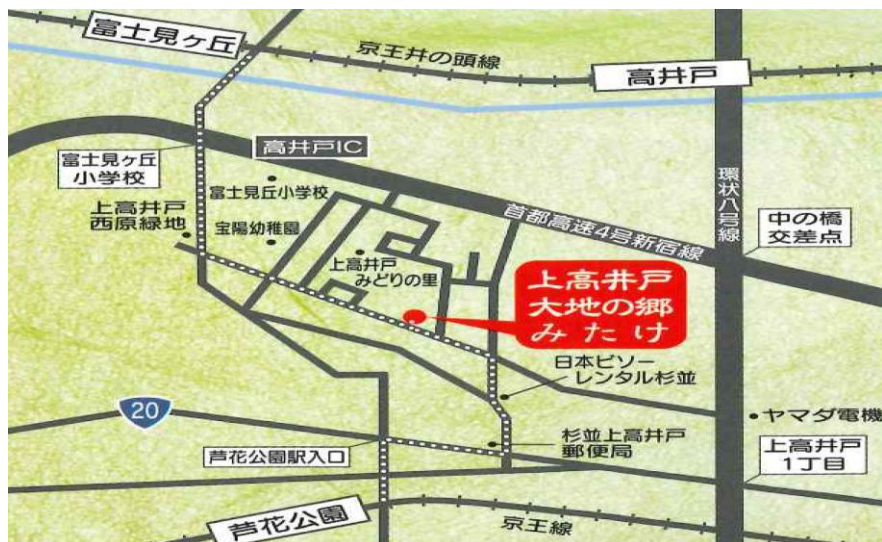 富士見ヶ丘
京王井の頭線
高井戸
高井戸IC
富士見ヶ丘
小学校
富士見丘小学校
上高井戸
西原緑地
宝陽幼稚園
首都高速4号新宿線
環状八号線
中の橋
交差点
上高井戸
みどりの里
上高井戸
大地の郷
みたけ
日本ビソー
レンタル杉並
20
ヤマダ電機
芦花公園駅入口
杉並上高井戸
郵便局
上高井戸
1丁目
芦花公園
京王線